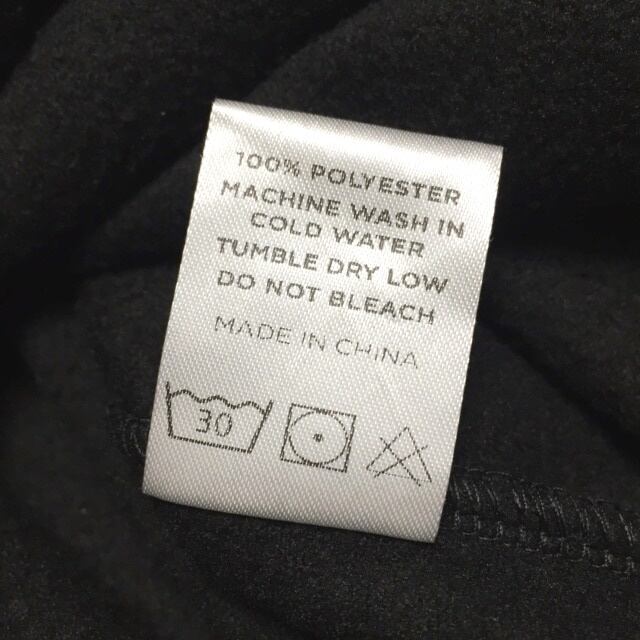 100% POLYESTER
MACHINE WASH IN
COLD WATER
TUMBLE DRY LOW
DO NOT BLEACH
MADE IN CHINA
30